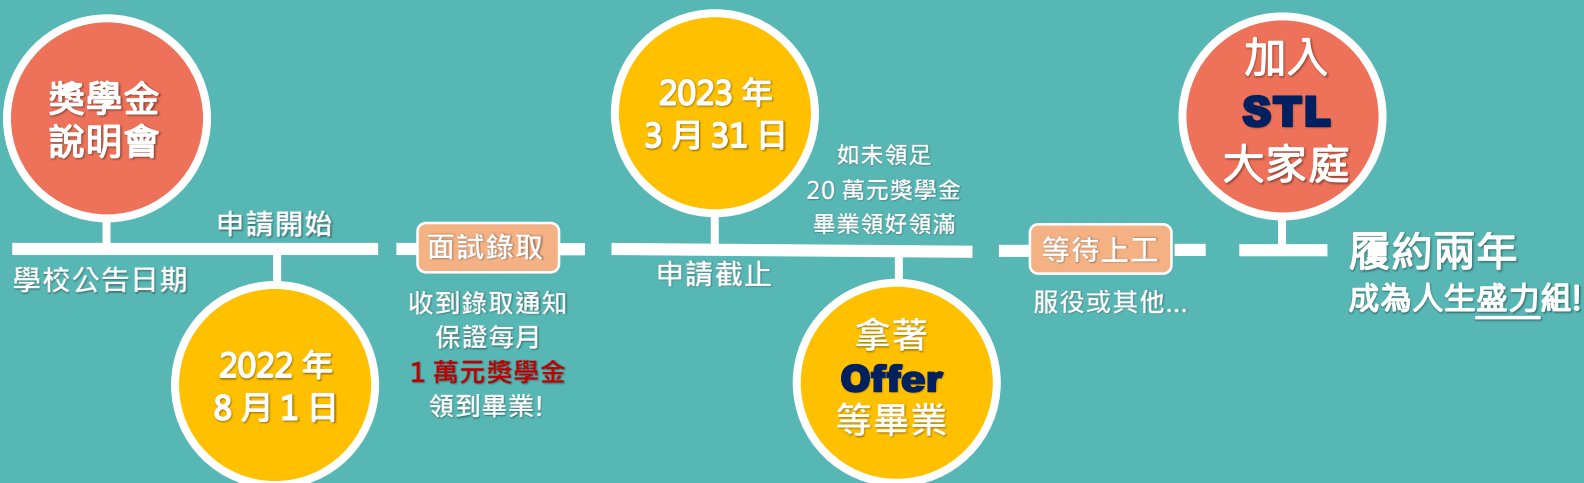 獎學金
說明會
學校公告日期
申請開始
2022 年
8 月 1 日
面試錄取
收到錄取通知
保證每月
1 萬元獎學金
領到畢業!
2023 年
3 月 31 日
申請截止
如未領足
20 萬元獎學金
畢業領好領滿
拿著
Offer
等畢業
等待上工
服役或其他...
加入
STL
大家庭
履約兩年
成為人生盛力組!